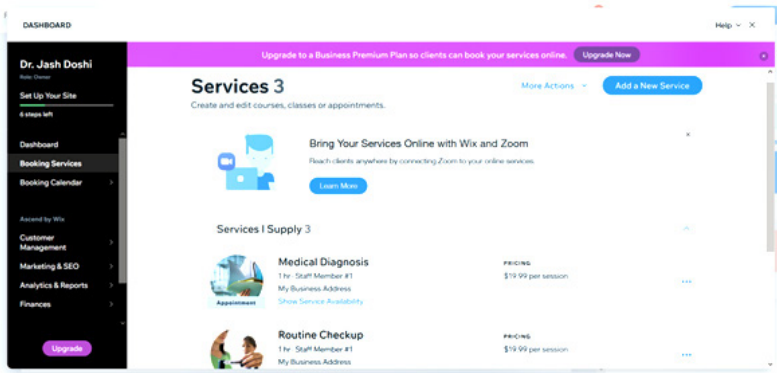 DASHBOARD
Help
Upgrade to a Business Premium Plan so clients can book your services online.
Upgrade Now
Dr. Jash Doshi
Role: Owner
Set Up Your Site
6 steps left
Dashboard
Booking Services
Booking Calendar
Ascend by Wix
Customer
Management
Marketing & SEO
Analytics & Reports
Finances
Upgrade
Services 3
More Actions
Add a New Service
Create and edit courses, classes or appointments.
Bring Your Services Online with Wix and Zoom
Reach clients anywhere by connecting Zoom to your online services.
Learn More
Services I Supply 3
Medical Diagnosis
1 hr Staff Member #1
My Business Address
Show Service Availability
Appointment
PRICING
$19.99 per session
Routine Checkup
1 hr Staff Member #1
My Business Address
PRICING
$19.99 per session